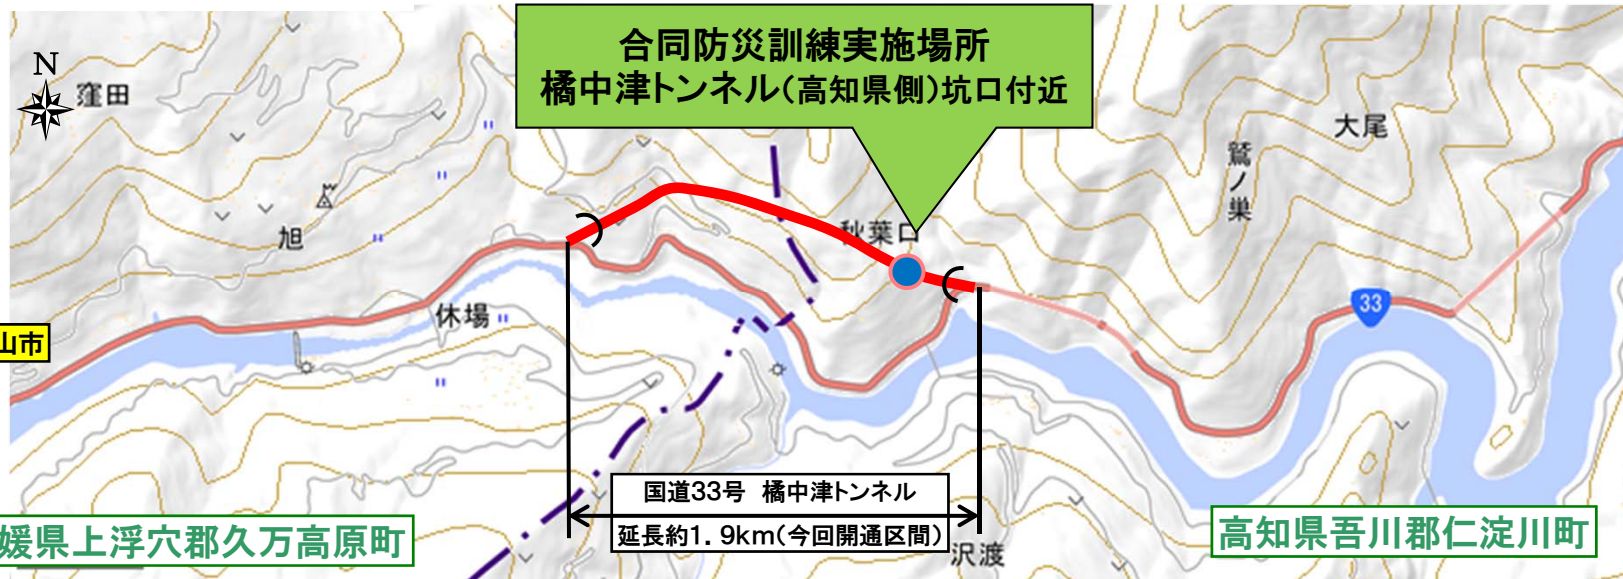 合同防災訓練実施場所
橘中津トンネル(高知県側)坑口付近
N
窪田
大尾
鷲ノ巣
旭
秋葉口
33
休場
山市
国道33号 橘中津トンネル
延長約1．9km(今回開通区間)
沢渡
媛県上浮穴郡久万高原町
高知県吾川郡仁淀川町